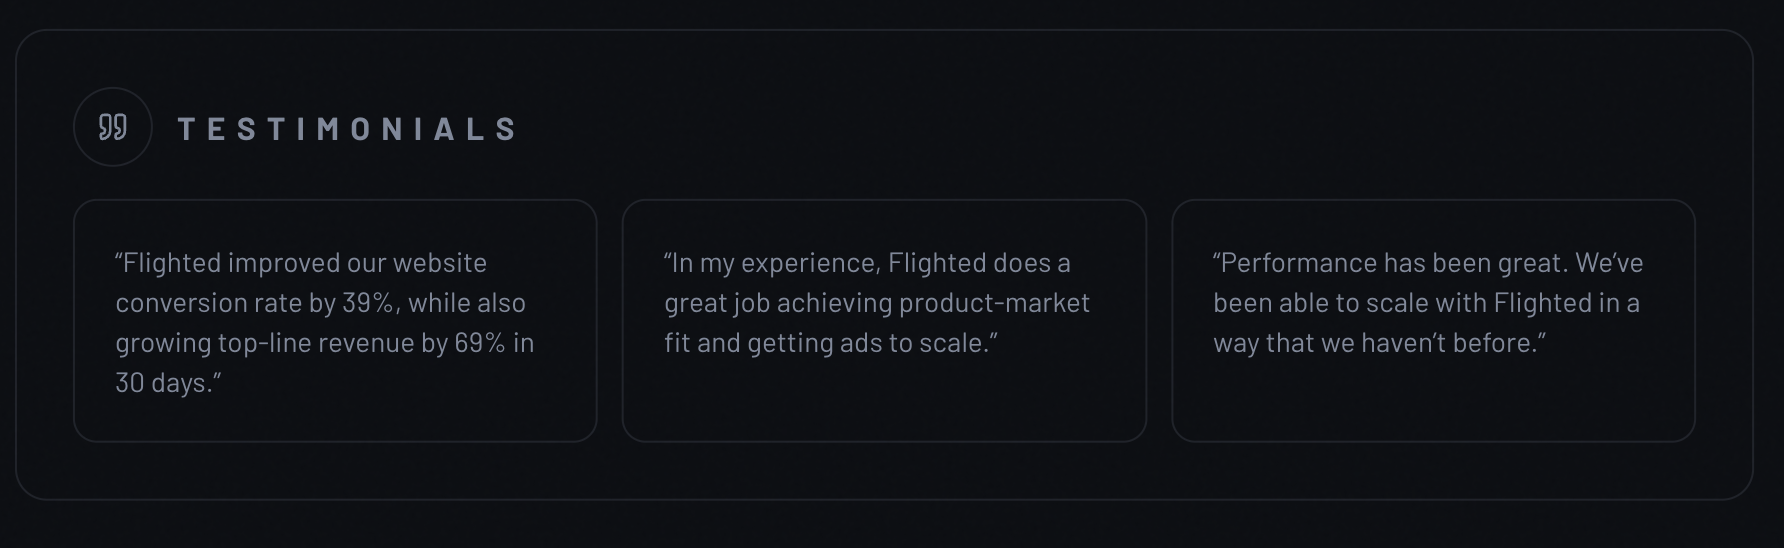 TESTIMONIALS
“Flighted improved our website
conversion rate by 39%, while also
growing top-line revenue by 69% in
30 days.”
“In my experience, Flighted does a
great job achieving product-market
fit and getting ads to scale.”
“Performance has been great. We’ve
been able to scale with Flighted in a
way that we haven’t before.”